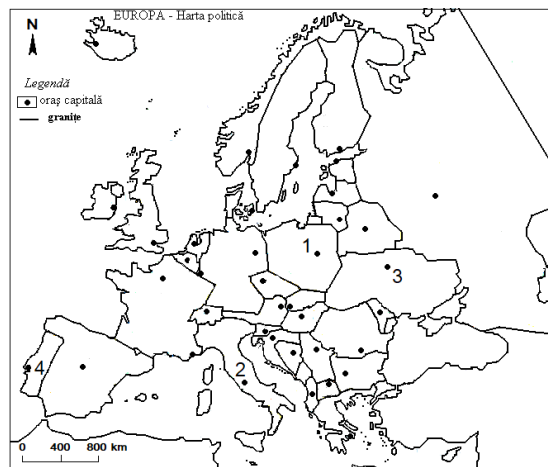 EUROPA - Harta politică
N
Legendă
oraş capitală
granițe
1
3
2
4
0 400 800 km